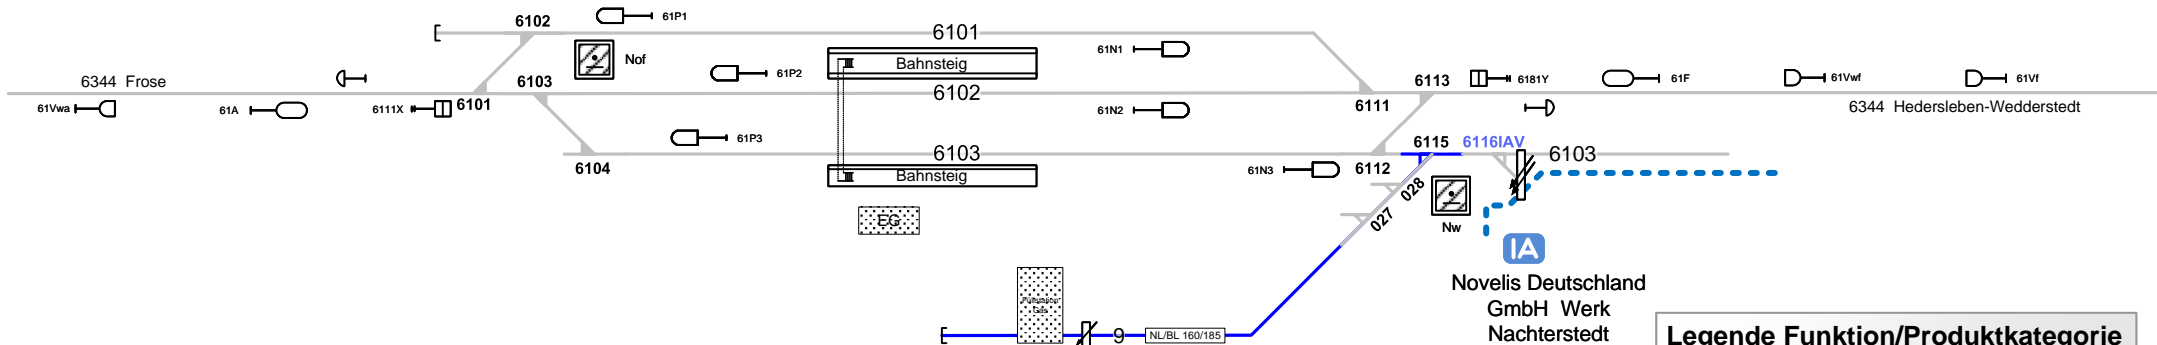 6102
61P1
6101
61N1
Nof
Bahnsteig
6344 Frose
6103
61P2
6102
6113
6181Y
61F
61Vwf
61Vf
61Vwa
61A
6111X
6101
61N2
6111
6344 Hedersleben-Wedderstedt
61P3
6103
6115
6116IAV
6103
6104
Bahnsteig
61N3
6112
028
027
Nw
EG
IA
Novelis Deutschland
GmbH Werk
Nachterstedt
9
NL/BL 160/185
Legende Funktion/Produktkategorie